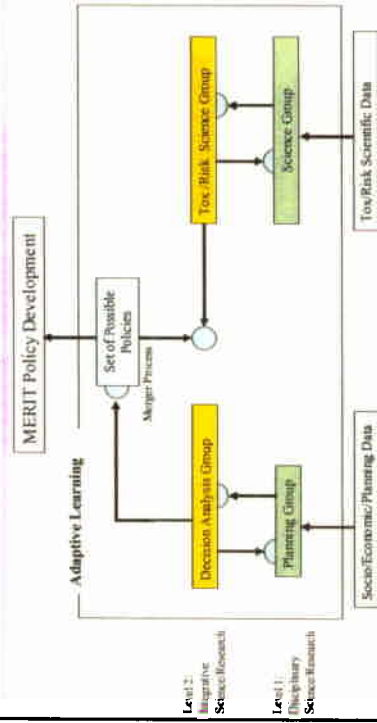 MERIT Policy Development
Adaptive Learning
Set of Possible
Policies
Merger Process
Level 2:
Integrative
Science/Research
Decision Analysis Group
Tox /Risk Science Group
Level 1:
Disciplinary
Science/Research
Planning Group
Science Group
Socio/Economic/Planning Data
Tox/Risk Scientific Data